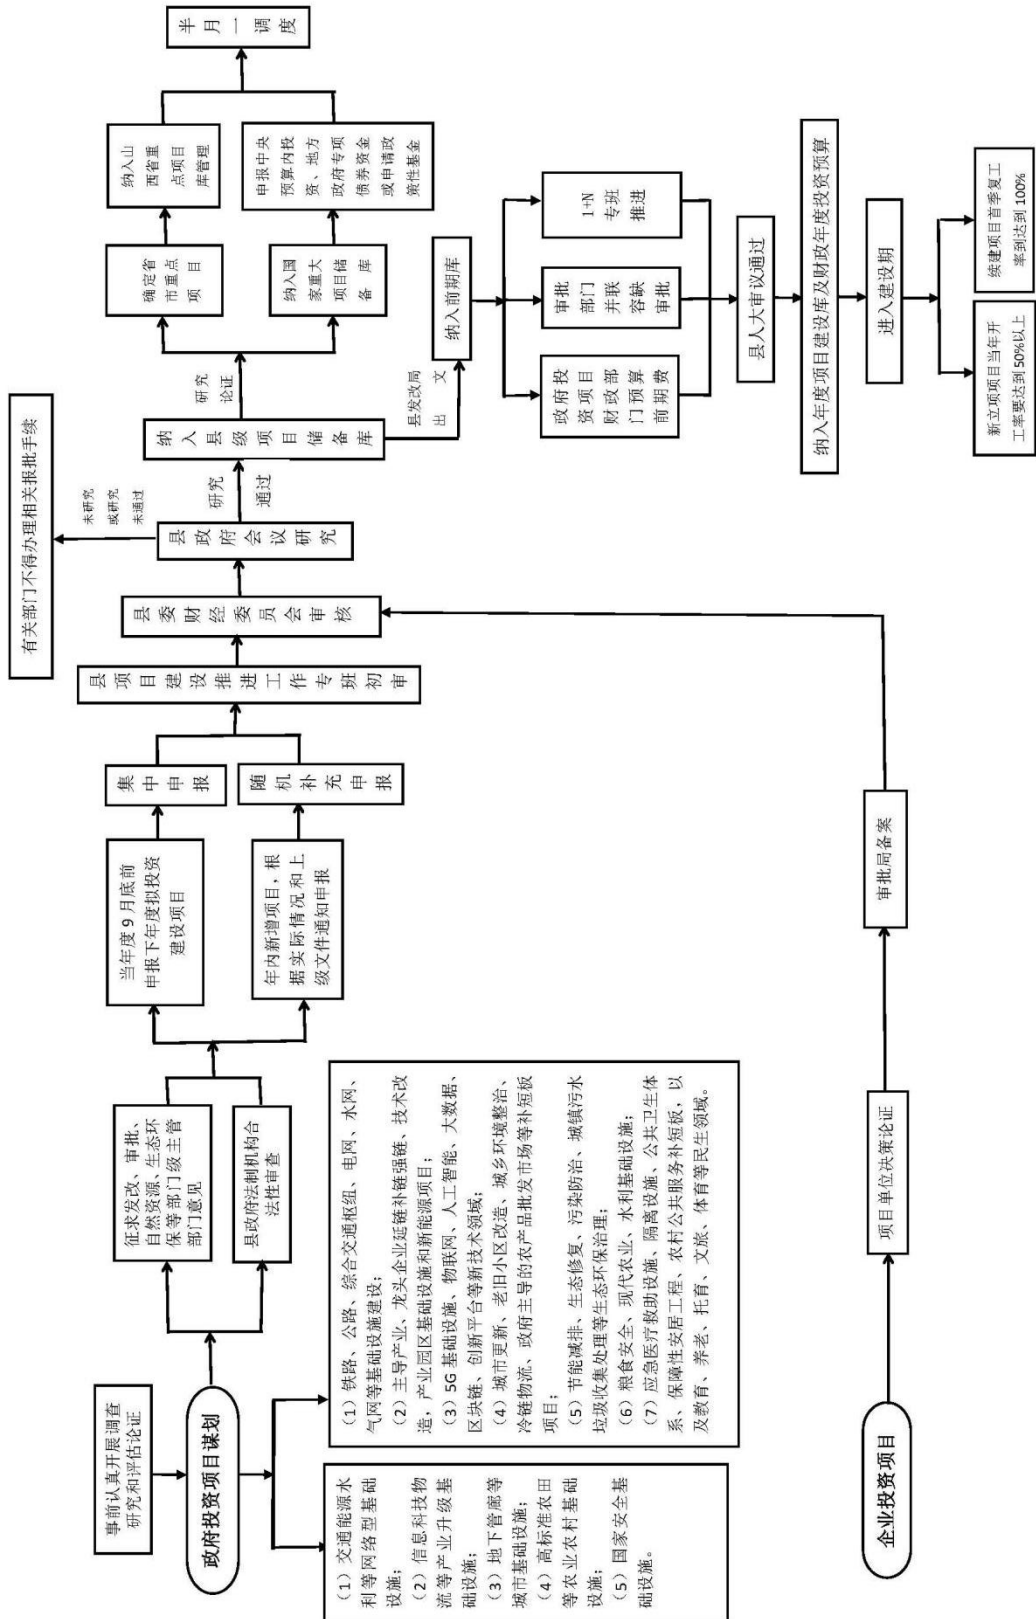 事前认真开展调查
研究和评估论证
政府投资项目谋划
（1）交通能源水
利等网络型基础
设施；
（2）信息科技物
流等产业升级基
础设施；
（3）地下管廊等
城市基础设施；
（4）高标准农田
等农业农村基础
设施；
（5）国家安全基
础设施。
（1）铁路、公路、综合交通枢纽、电网、水网、
气网等基础设施建设；
（2）主导产业、龙头企业延链补链强链、技术改
造，产业园区基础设施和新能源项目；
（3）5G 基础设施、物联网、人工智能、大数据、
区块链、创新平台等新技术领域；
（4）城市更新、老旧小区改造、城乡环境整治、
冷链物流、政府主导的农产品批发市场等补短板
项目；
（5）节能减排、生态修复、污染防治、城镇污水
垃圾收集处理等生态环保治理；
（6）粮食安全、现代农业、水利基础设施；
（7）应急医疗救助设施、隔离设施、公共卫生体
系、保障性安居工程、农村公共服务补短板，以
及教育、养老、托育、文旅、体育等民生领域。
征求发改、审批、
自然资源、生态环
保等部门级主管
部门意见
县政府法制机构合
法性审查
当年度 9 月底前
申报下年度拟投资
建设项目
年内新增项目，根
据实际情况和上
级文件通知申报
集中申报
随机补充申报
县项目建设推进工作专班初审
县委财经委员会审核
县政府会议研究
未研究
或研究
未通过
有关部门不得办理相关报批手续
研究
通过
纳入县级项目储备库
研究
论证
确定省
市重点
项目
纳入山
西省重
点项目
库管理
纳入国
家重大
项目储
备库
申报中央
预算内投
资、地方
政府专项
债券资金
或申请政
策性基金
半月一调度
县发改局
出文
纳入前期库
政府投
资项目
财政部
门预算
前期费
审批
部门
并联
容缺
审批
1+N
专班
推进
县人大审议通过
纳入年度项目建设库及财政年度投资预算
进入建设期
新立项项目当年开
工率要达到 50%以上
续建项目首季复工
率到达到 100%
企业投资项目
项目单位决策论证
审批局备案